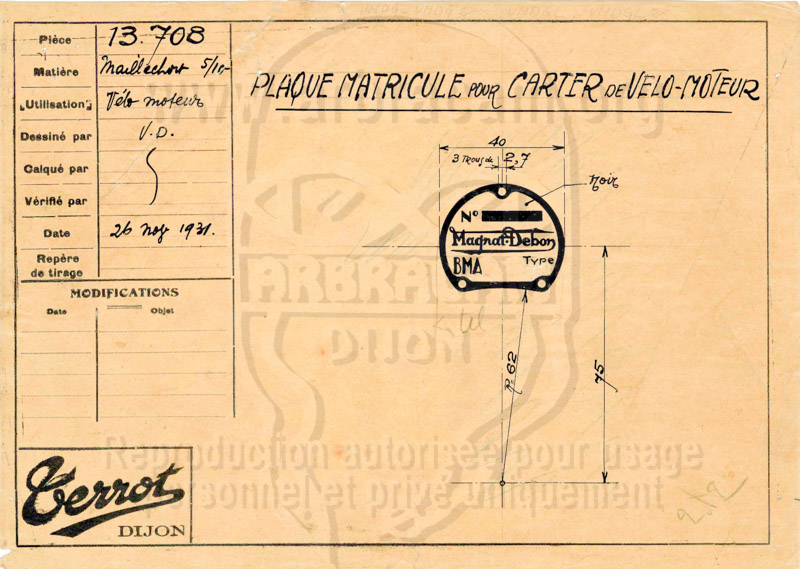 Pièce 13.708
Matière Maillechort 5/10
„Utilisation" Vélo moteur
Dessiné par V.D.
Calqué par
Vérifié par
Date 26 Nov 1931.
Repère
de tirage
MODIFICATIONS
Date Objet
PLAQUE MATRICULE POUR CARTER DE VELO-MOTEUR
40
3 Trous de 2,7
Noir
N°
Magnat-Debon
BMA Type
R=62
75
Terrot
DIJON
ARBRACAM
DIJON
Reproduction autorisée pour usage
personnel et privé uniquement